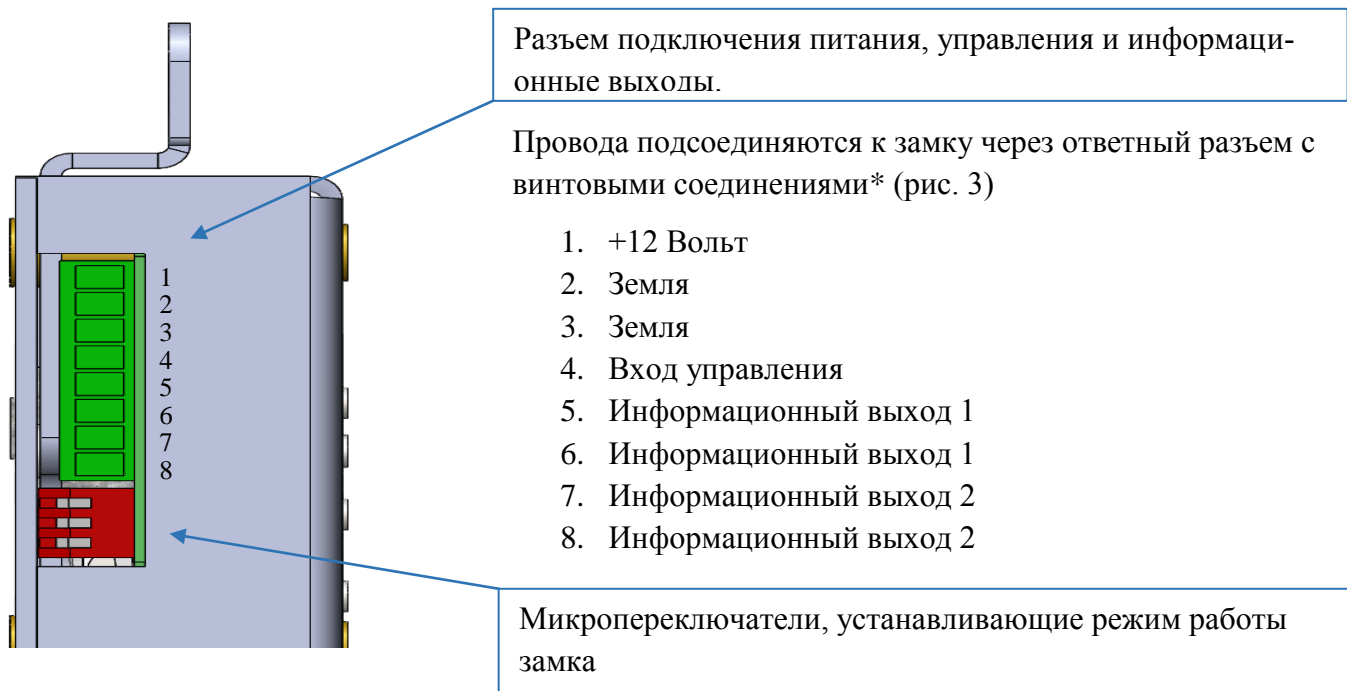 Разъем подключения питания, управления и информаци-
онные выходы.
Провода подсоединяются к замку через ответный разъем с
винтовыми соединениями* (рис. 3)
1. +12 Вольт
2. Земля
3. Земля
4. Вход управления
5. Информационный выход 1
6. Информационный выход 1
7. Информационный выход 2
8. Информационный выход 2
1
2
3
4
5
6
7
8
Микропереключатели, устанавливающие режим работы
замка